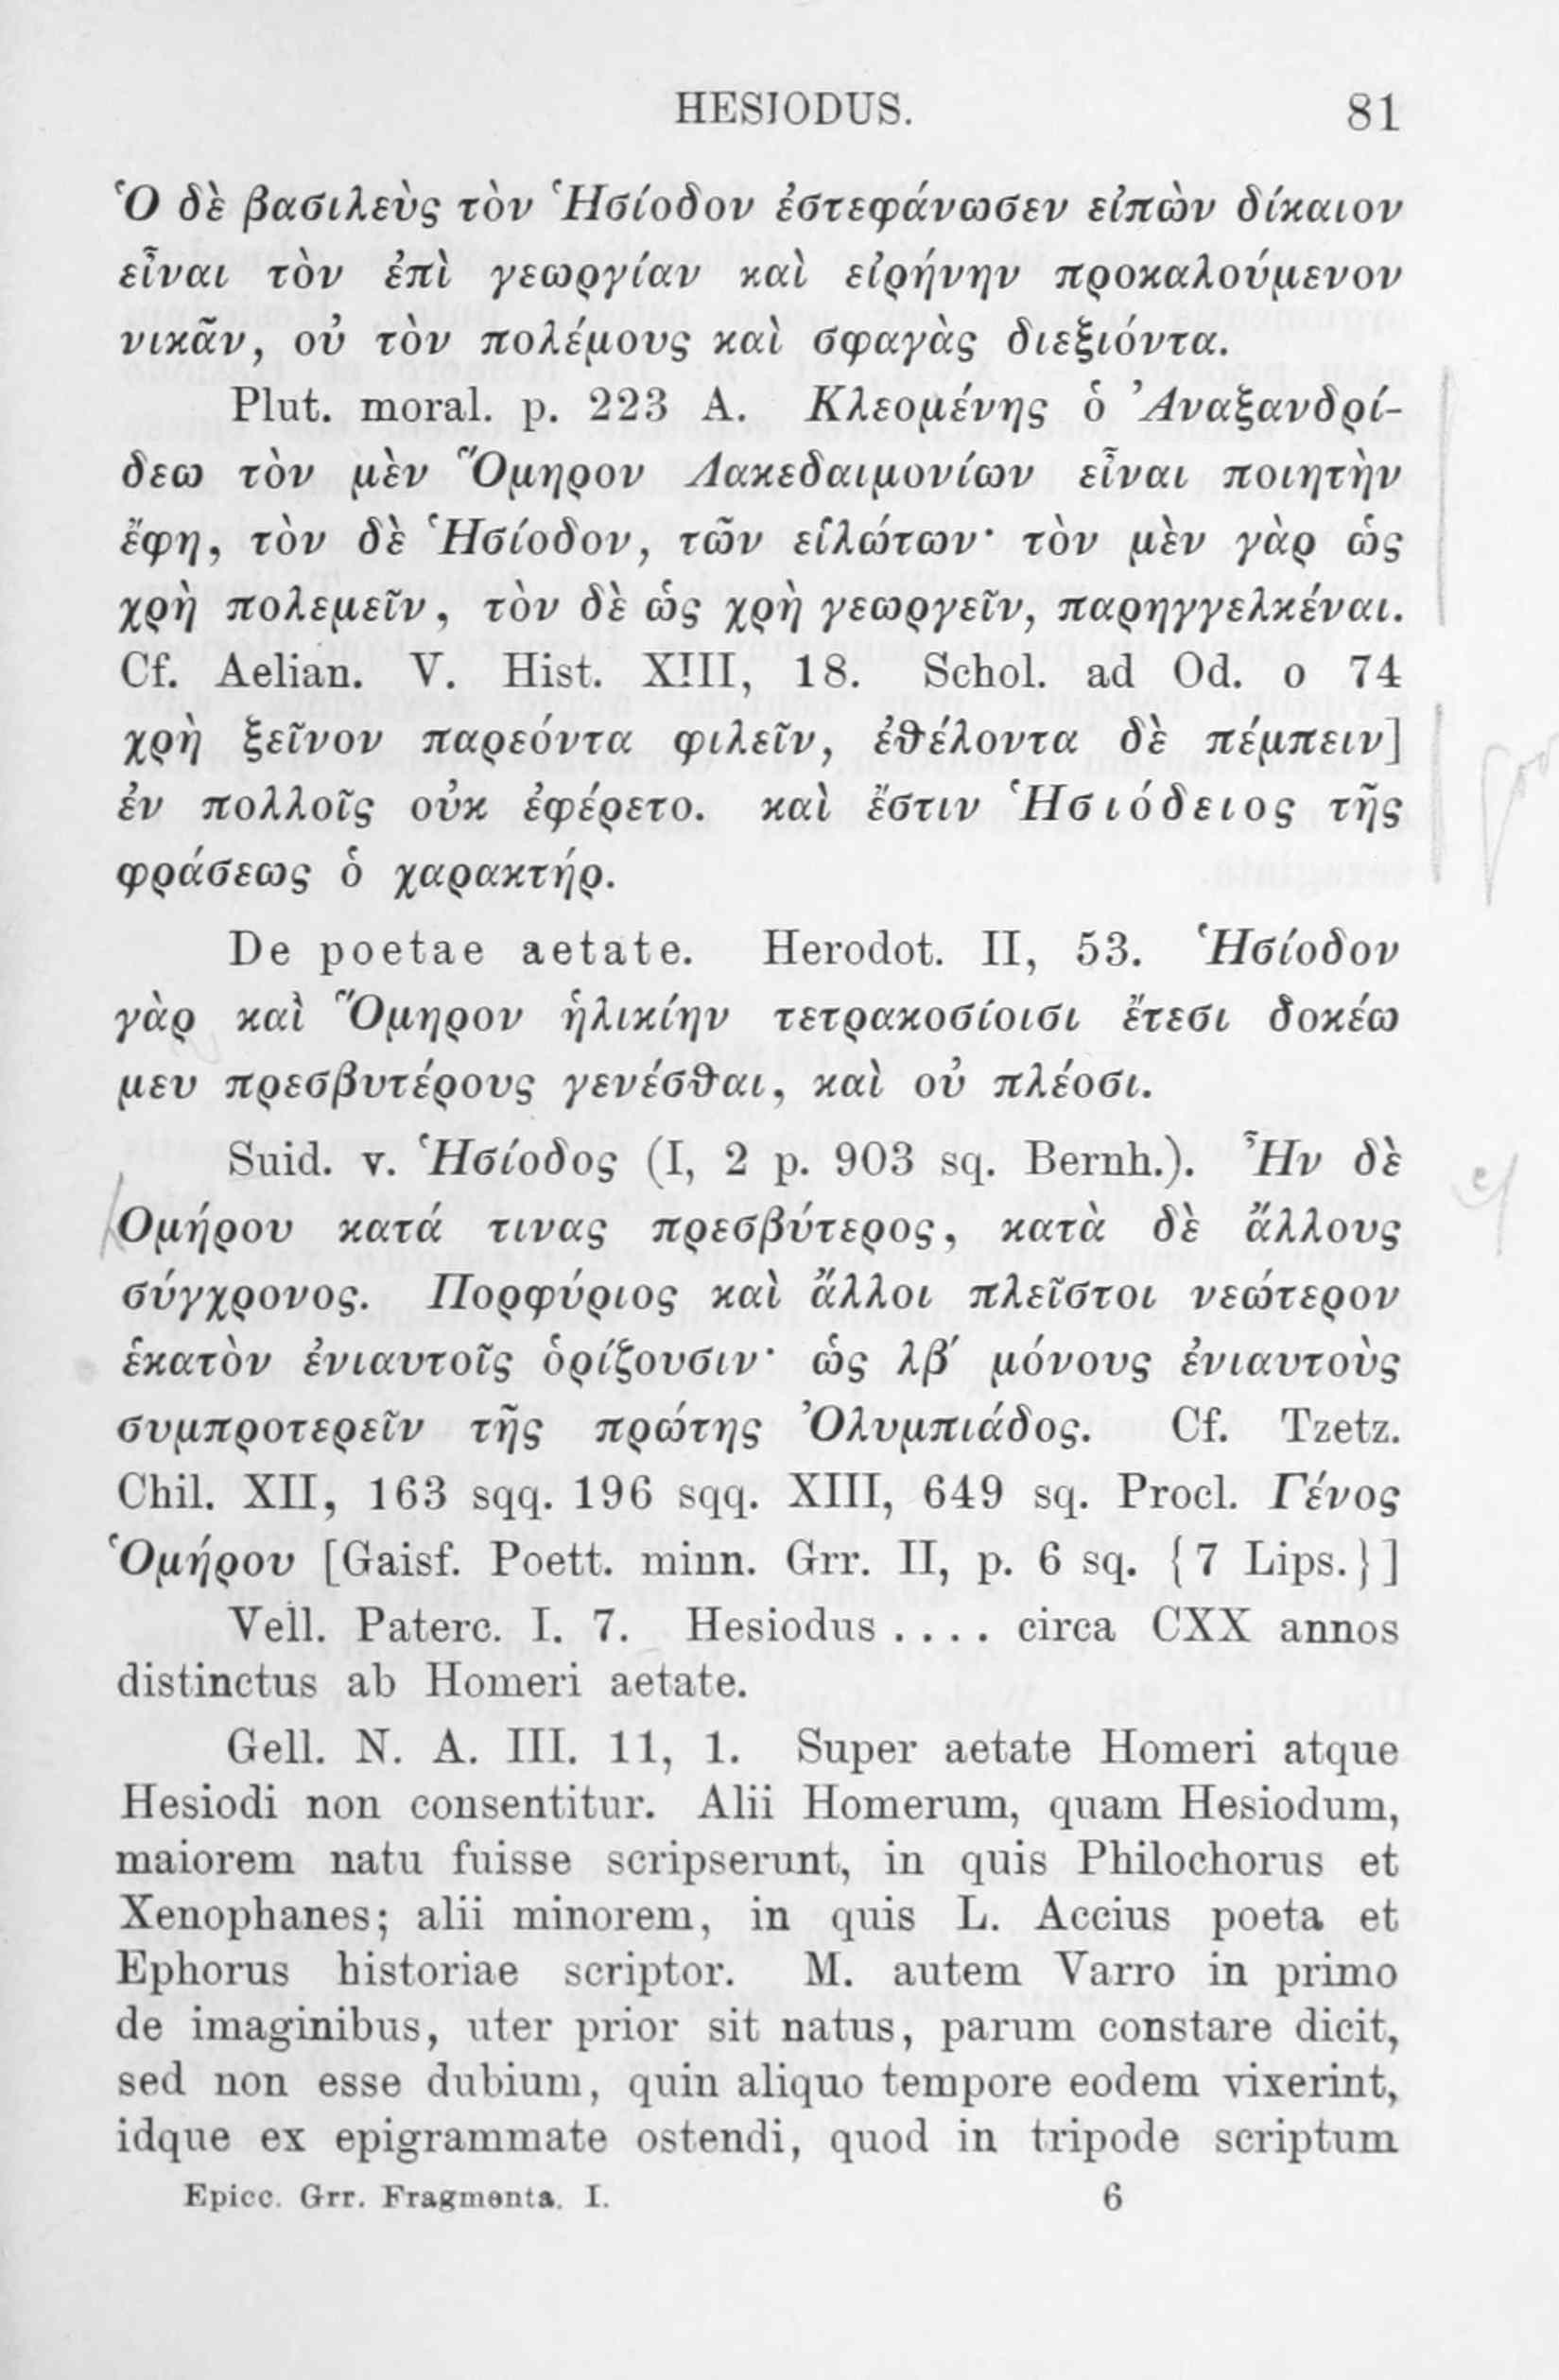 HESIODUS. 81
Ὁ δὲ βασιλεὺς τὸν Ἡσίοδον ἐστεφάνωσεν εἰπὼν δίκαιον
εἶναι τὸν ἐπὶ γεωργίαν καὶ εἰρήνην προκαλούμενον
νικᾶν, οὐ τὸν πολέμους καὶ σφαγὰς διεξιόντα.
Plut. moral. p. 223 A. Κλεομένης ὁ Ἀναξανδρί-
δεω τὸν μὲν Ὅμηρον Λακεδαιμονίων εἶναι ποιητὴν
ἔφη, τὸν δὲ Ἡσίοδον, τῶν εἱλώτων· τὸν μὲν γὰρ ὡς
χρὴ πολεμεῖν, τὸν δὲ ὡς χρὴ γεωργεῖν, παρηγγελκέναι.
Cf. Aelian. V. Hist. XIII, 18. Schol. ad Od. ο 74
χρὴ ξεῖνον παρεόντα φιλεῖν, ἐθέλοντα δὲ πέμπειν]
ἐν πολλοῖς οὐκ ἐφέρετο. καὶ ἔστιν Ἡσιόδειος τῆς
φράσεως ὁ χαρακτήρ.
De poetae aetate. Herodot. II, 53. Ἡσίοδον
γὰρ καὶ Ὅμηρον ἡλικίην τετρακοσίοισι ἔτεσι δοκέω
μευ πρεσβυτέρους γενέσθαι, καὶ οὐ πλέοσι.
Suid. v. Ἡσίοδος (I, 2 p. 903 sq. Bernh.). Ἦν δὲ
Ομήρου κατά τινας πρεσβύτερος, κατὰ δὲ ἄλλους
σύγχρονος. Πορφύριος καὶ ἄλλοι πλεῖστοι νεώτερον
ἑκατὸν ἐνιαυτοῖς ὁρίζουσιν· ὡς λβ′ μόνους ἐνιαυτοὺς
συμπροτερεῖν τῆς πρώτης Ὀλυμπιάδος. Cf. Tzetz.
Chil. XII, 163 sqq. 196 sqq. XIII, 649 sq. Procl. Γένος
Ὁμήρου [Gaisf. Poett. minn. Grr. II, p. 6 sq. {7 Lips.}]
Vell. Paterc. I. 7. Hesiodus .... circa CXX annos
distinctus ab Homeri aetate.
Gell. N. A. III. 11, 1. Super aetate Homeri atque
Hesiodi non consentitur. Alii Homerum, quam Hesiodum,
maiorem natu fuisse scripserunt, in quis Philochorus et
Xenophanes; alii minorem, in quis L. Accius poeta et
Ephorus historiae scriptor. M. autem Varro in primo
de imaginibus, uter prior sit natus, parum constare dicit,
sed non esse dubium, quin aliquo tempore eodem vixerint,
idque ex epigrammate ostendi, quod in tripode scriptum
Epicc. Grr. Fragmenta. I. 6